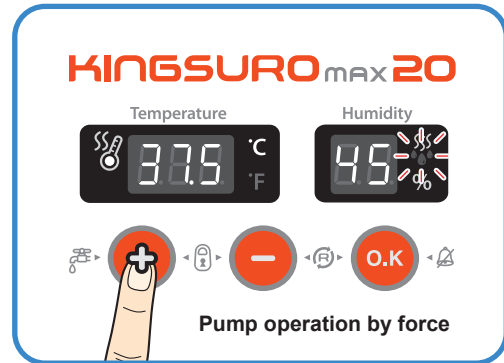 KINGSURO max 20
Temperature Humidity
37.5 °C °F 45 %
+ - O.K
R
Pump operation by force